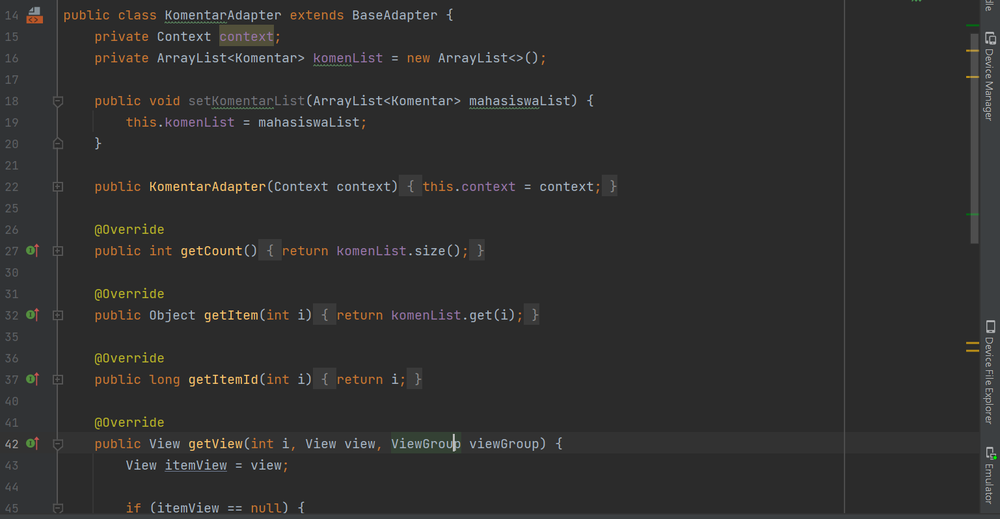 14 public class KomentarAdapter extends BaseAdapter {
15 private Context context;
16 private ArrayList<Komentar> komenList = new ArrayList<>();
17
18 public void setKomentarList(ArrayList<Komentar> mahasiswaList) {
19 this.komenList = mahasiswaList;
20 }
21
22 public KomentarAdapter(Context context) { this.context = context; }
25
26 @Override
27 public int getCount() { return komenList.size(); }
30
31 @Override
32 public Object getItem(int i) { return komenList.get(i); }
35
36 @Override
37 public long getItemId(int i) { return i; }
40
41 @Override
42 public View getView(int i, View view, ViewGroup viewGroup) {
43 View itemView = view;
44
45 if (itemView == null) {
dle
Device Manager
Device File Explorer
Emulator